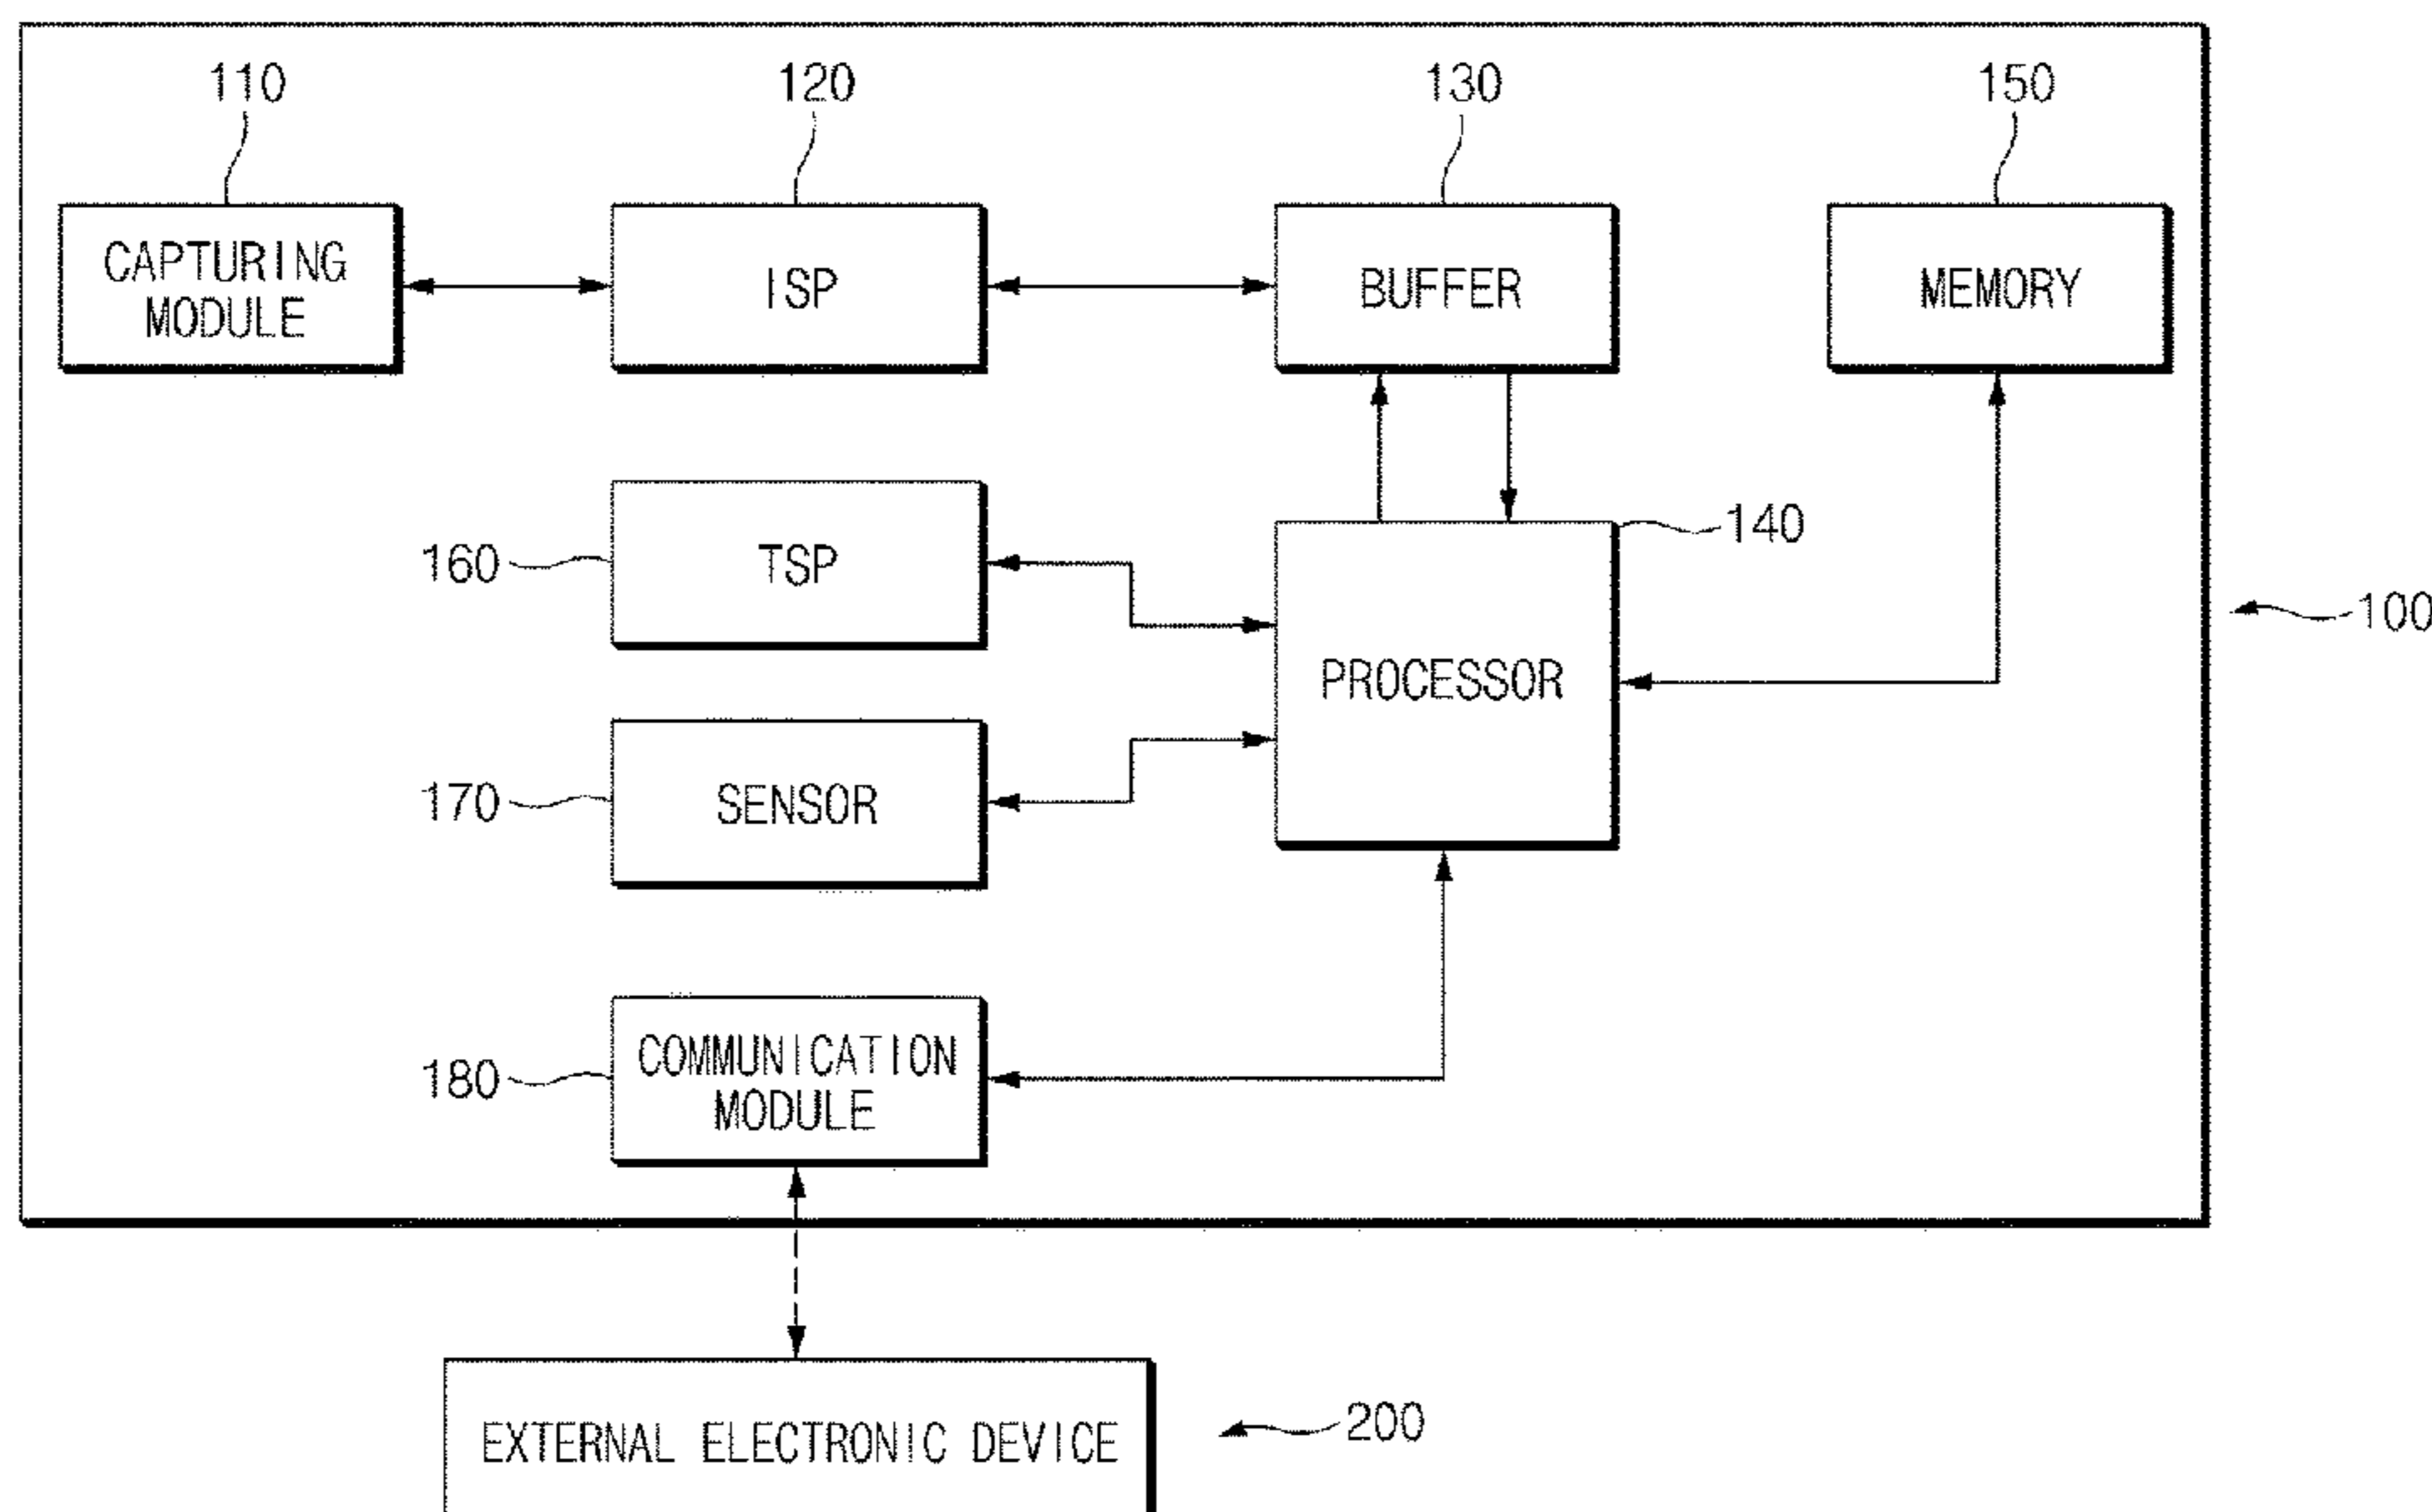 110
120
130
150
CAPTURING
MODULE
ISP
BUFFER
MEMORY
160
TSP
140
100
PROCESSOR
170
SENSOR
180
COMMUNICATION
MODULE
EXTERNAL ELECTRONIC DEVICE
200